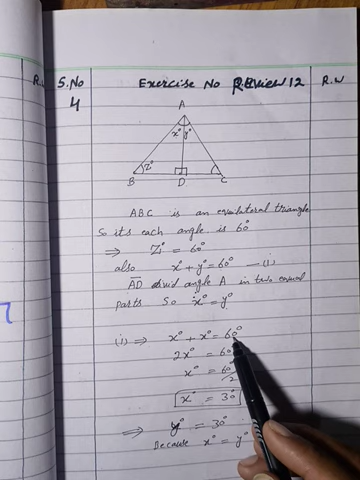 R.W S.No Exercise No Review 12 R.W
4
A
x° y°
z°
B D C
ABC is an equilateral triangle
So its each angle is 60°
⇒ Z° = 60°
also x° + y° = 60° — (i)
AD divid angle A in two equal
parts So x° = y°
(i) ⇒ x° + x° = 60°
2x° = 60°
x° = 60°/2
x° = 30°
⇒ y° = 30°
Because x° = y°